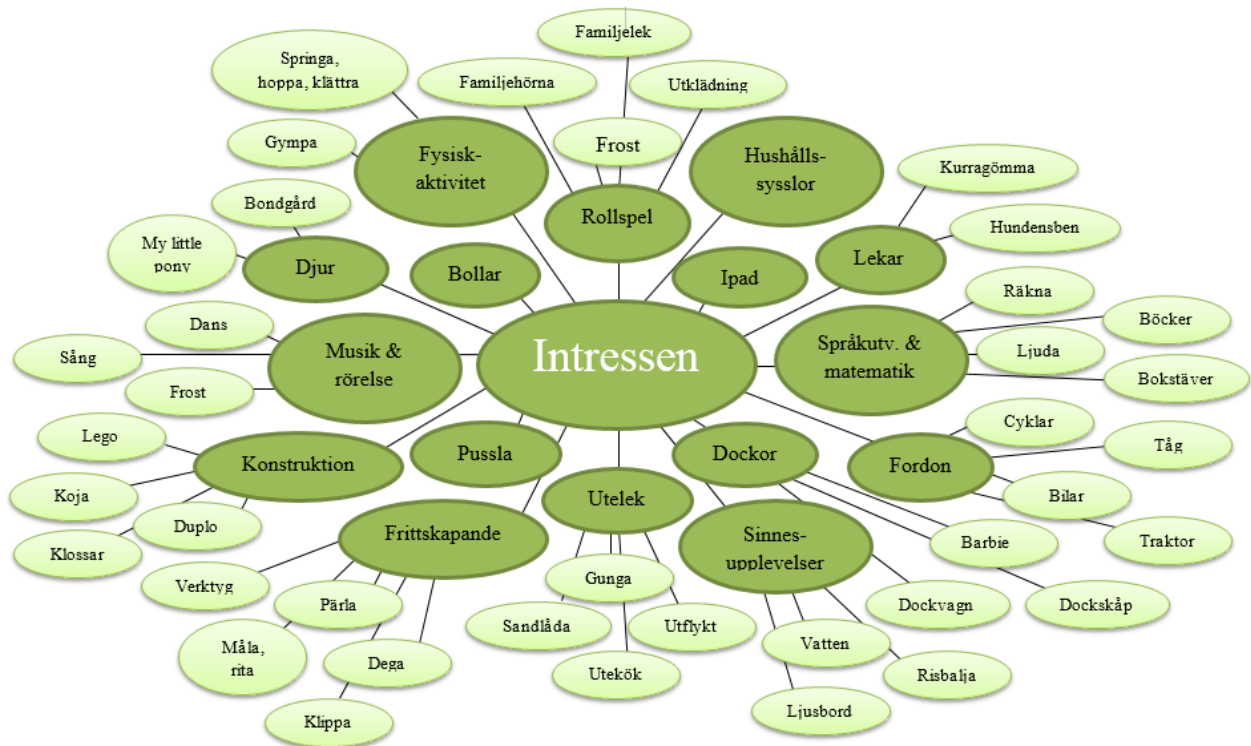 Familjelek
Springa,
hoppa, klättra
Familjehörna
Utklädning
Gympa
Fysisk-
aktivitet
Frost
Hushålls-
sysslor
Kurragömma
Bondgård
Rollspel
Hundensben
My little
pony
Djur
Bollar
Ipad
Lekar
Räkna
Dans
Böcker
Sång
Musik &
rörelse
Intressen
Språkutv. &
matematik
Ljuda
Frost
Bokstäver
Lego
Cyklar
Konstruktion
Pussla
Dockor
Fordon
Tåg
Koja
Utelek
Bilar
Duplo
Frittskapande
Sinnes-
upplevelser
Barbie
Klossar
Traktor
Verktyg
Gunga
Pärla
Dockvagn
Dockskåp
Sandlåda
Utflykt
Måla,
rita
Dega
Vatten
Utekök
Risbalja
Klippa
Ljusbord